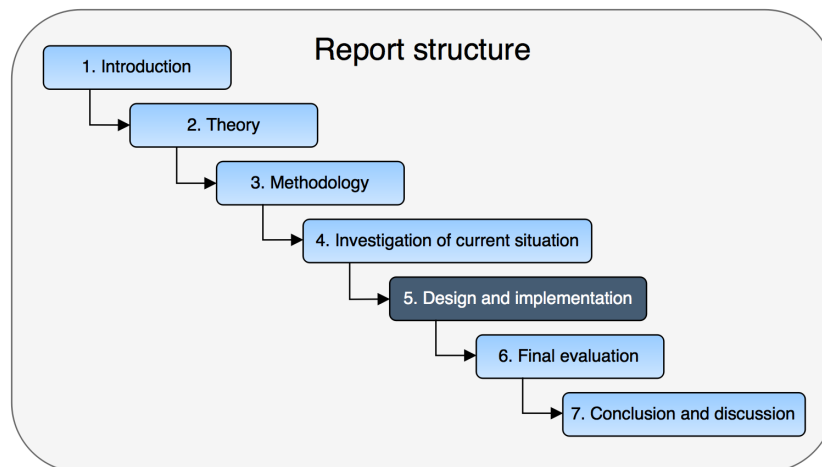 Report structure
1. Introduction
2. Theory
3. Methodology
4. Investigation of current situation
5. Design and implementation
6. Final evaluation
7. Conclusion and discussion